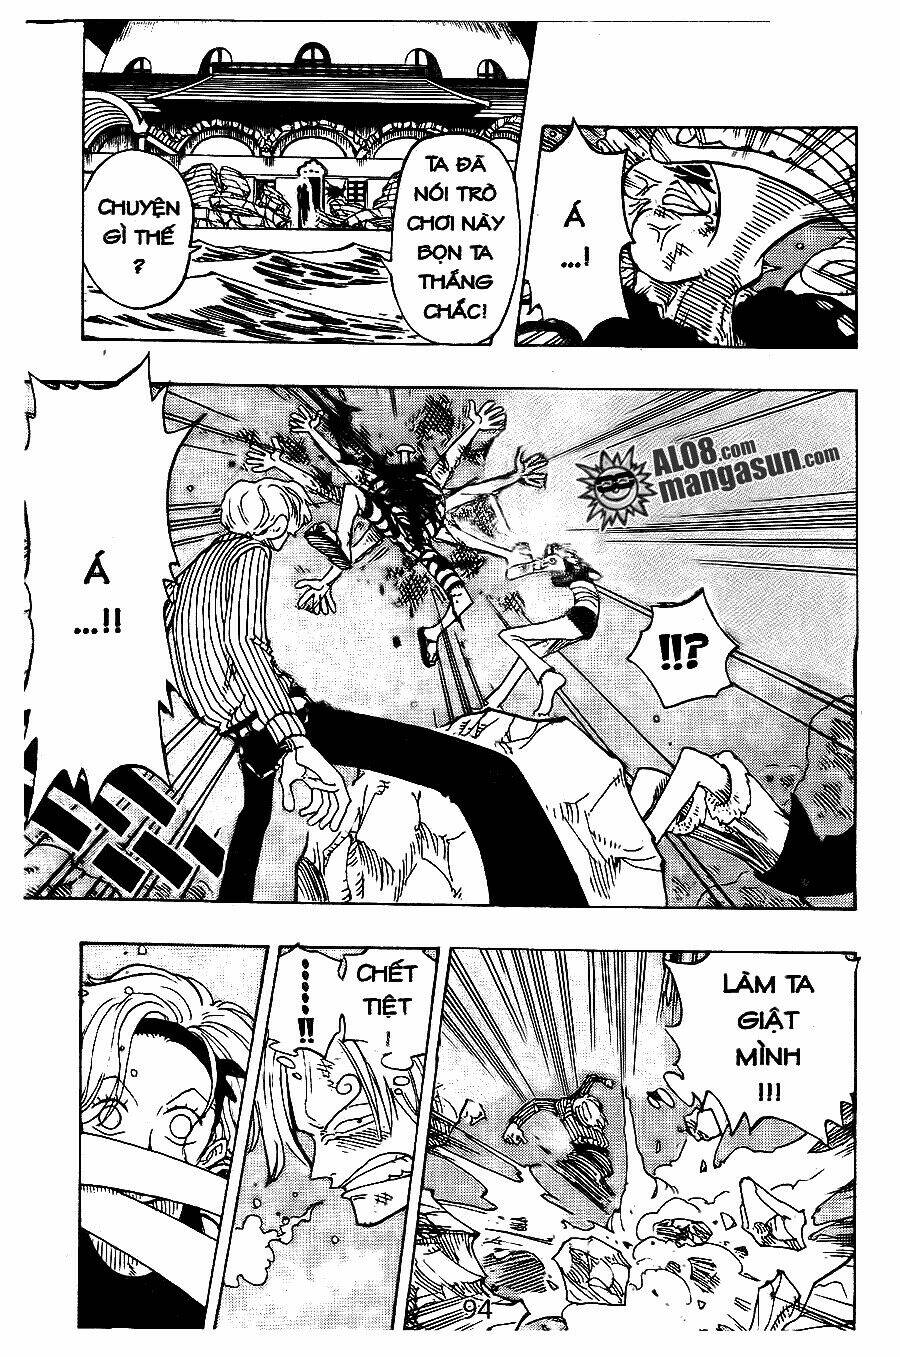 Á
...!
TA ĐÃ
NÓI TRÒ
CHƠI NÀY
BỌN TA
THẮNG
CHẮC!
CHUYỆN
GÌ THẾ
?
ALO8.com
mangasun.com
!!?
Á
...!!
LÀM TA
GIẬT
MÌNH
!!!
CHẾT
TIỆT
!
.....!!
94